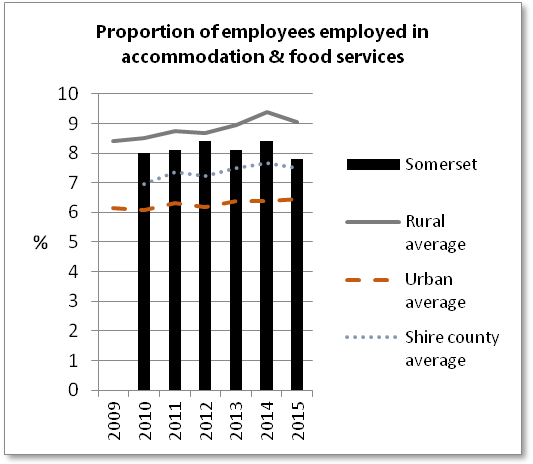 Proportion of employees employed in
accommodation & food services
10
9
8
7
6
5
4
3
2
1
0
%
2009
2010
2011
2012
2013
2014
2015
Somerset
Rural
average
Urban
average
Shire county
average